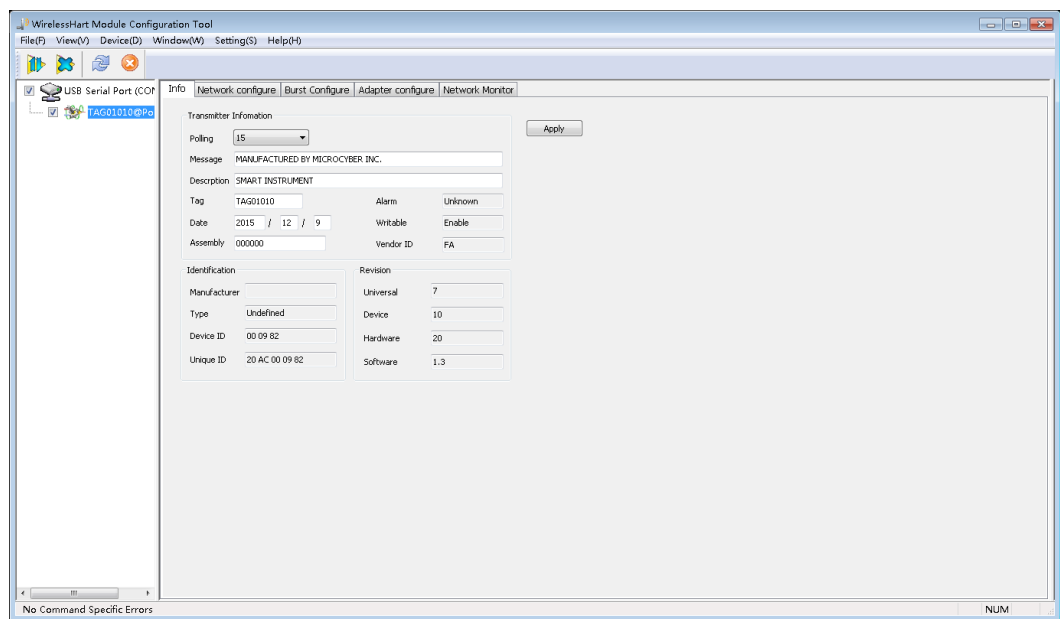 WirelessHart Module Configuration Tool
File(F) View(V) Device(D) Window(W) Setting(S) Help(H)
USB Serial Port (COM
TAG01010@Po
Info Network configure Burst Configure Adapter configure Network Monitor
Transmitter Infomation
Apply
Polling 15
Message MANUFACTURED BY MICROCYBER INC.
Descrption SMART INSTRUMENT
Tag TAG01010 Alarm Unknown
Date 2015 / 12 / 9 Writable Enable
Assembly 000000 Vendor ID FA
Identification Revision
Manufacturer Universal 7
Type Undefined Device 10
Device ID 00 09 82 Hardware 20
Unique ID 20 AC 00 09 82 Software 1.3
No Command Specific Errors NUM